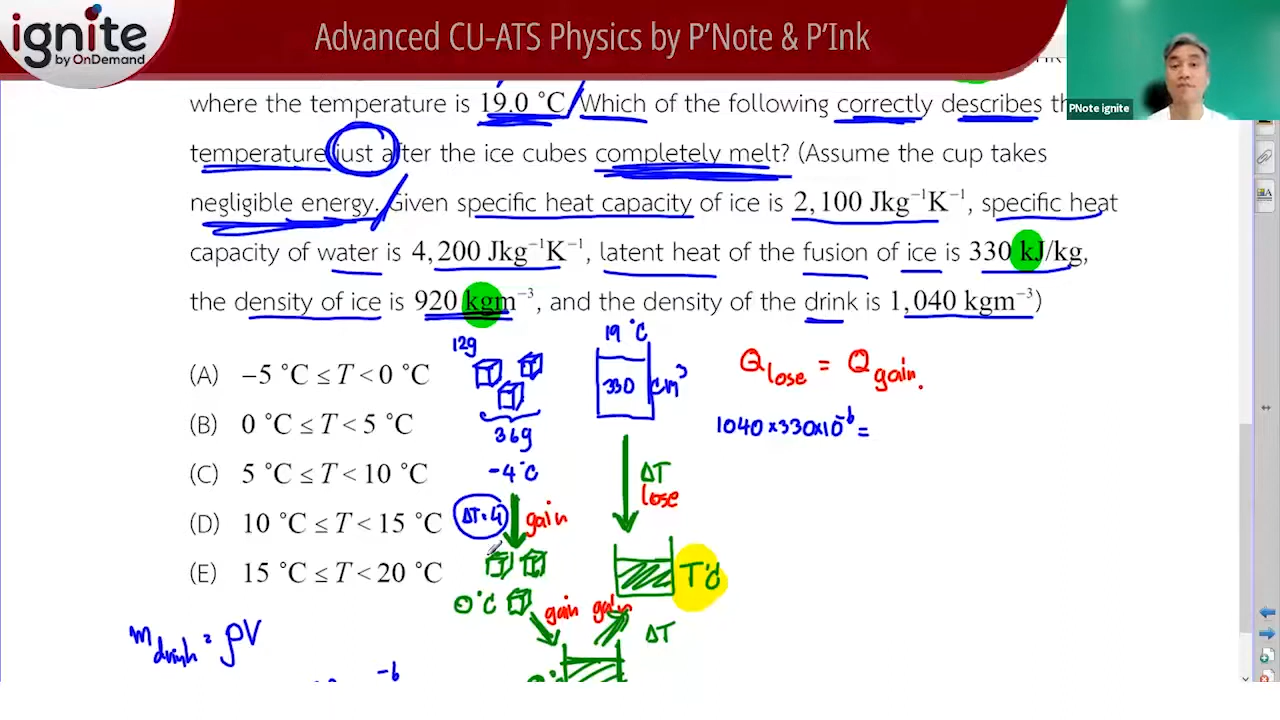 ignite
by OnDemand
Advanced CU-ATS Physics by P'Note & P'Ink
PNote ignite
where the temperature is 19.0 °C Which of the following correctly describes th
temperature just after the ice cubes completely melt? (Assume the cup takes
negligible energy. Given specific heat capacity of ice is 2,100 Jkg⁻¹K⁻¹, specific heat
capacity of water is 4,200 Jkg⁻¹K⁻¹, latent heat of the fusion of ice is 330 kJ/kg,
the density of ice is 920 kgm⁻³, and the density of the drink is 1,040 kgm⁻³)
(A) −5 °C ≤ T < 0 °C
(B) 0 °C ≤ T < 5 °C
(C) 5 °C ≤ T < 10 °C
(D) 10 °C ≤ T < 15 °C
(E) 15 °C ≤ T < 20 °C
12g
36g
-4°C
ΔT=4
gain
0°C
gain
19°C
330 cm³
ΔT
lose
T°C
gain
ΔT
Q lose = Q gain.
1040×330×10⁻⁶ =
m drink = ρV